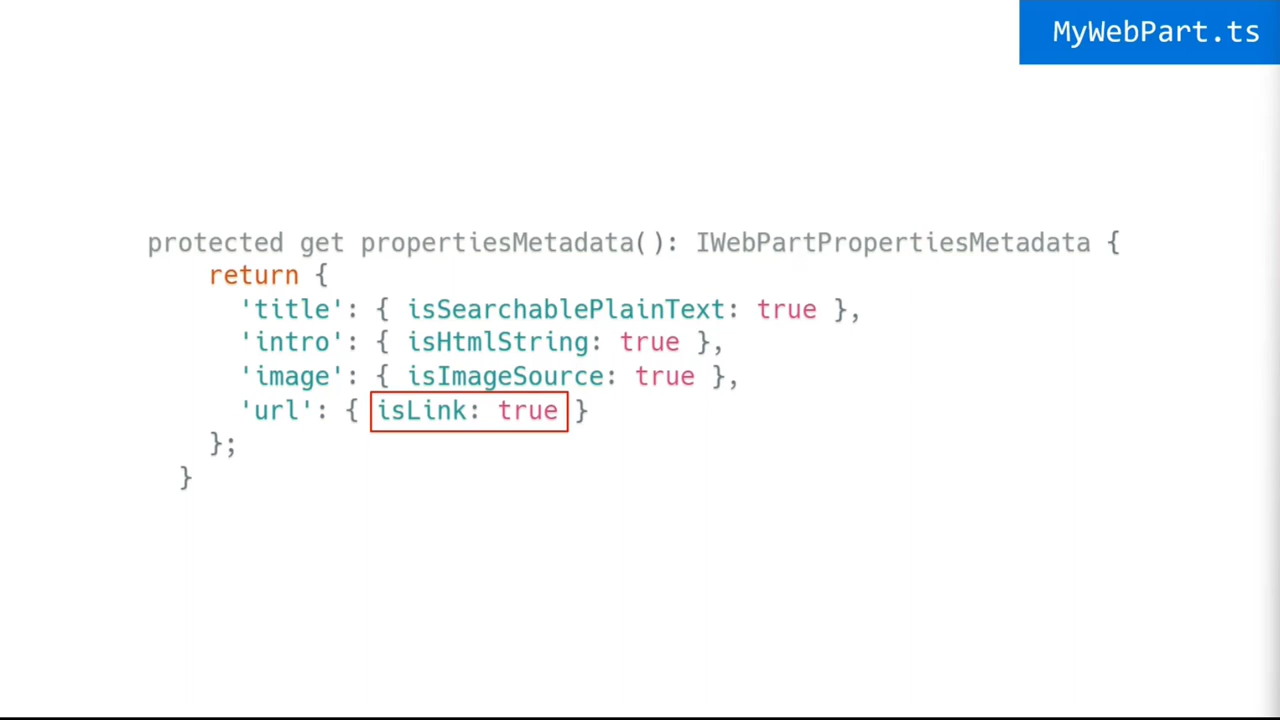 MyWebPart.ts
protected get propertiesMetadata(): IWebPartPropertiesMetadata {
return {
'title': { isSearchablePlainText: true },
'intro': { isHtmlString: true },
'image': { isImageSource: true },
'url': { isLink: true }
};
}